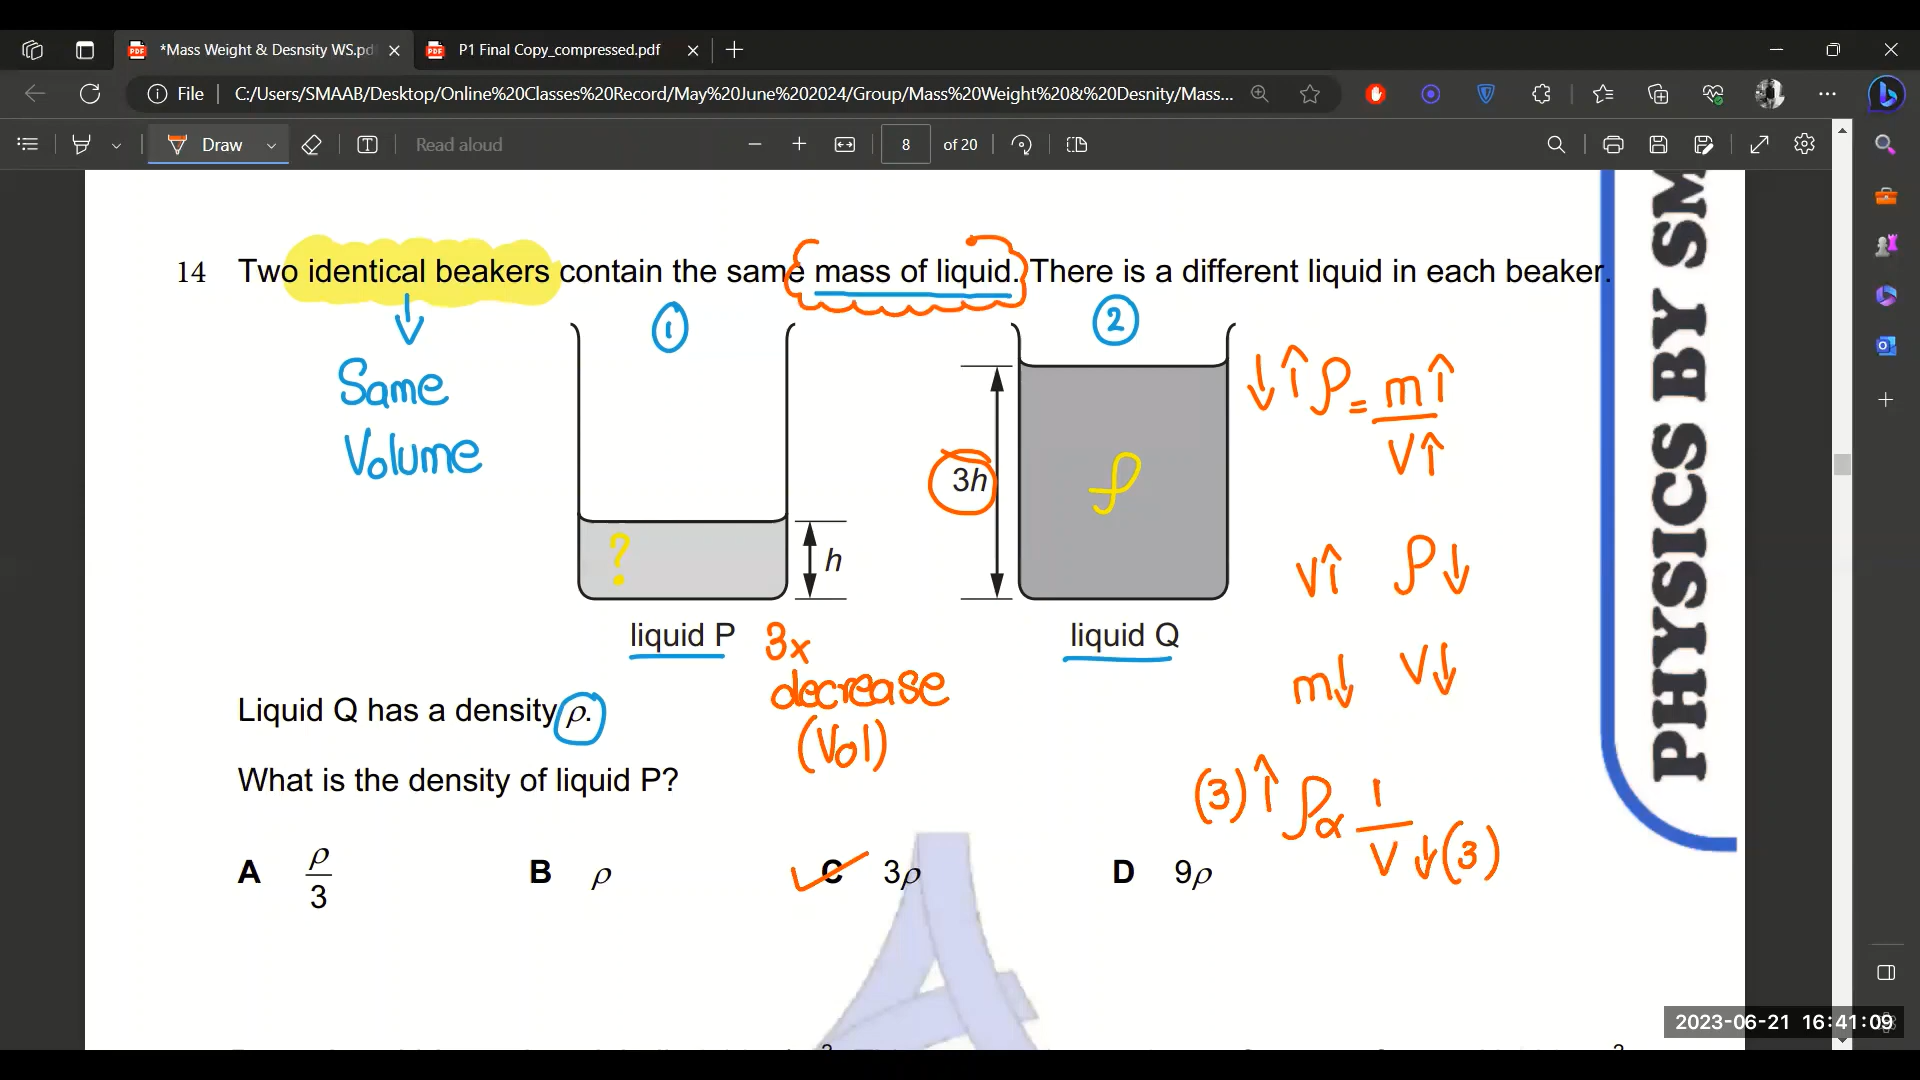 *Mass Weight & Desnsity WS.pd
P1 Final Copy_compressed.pdf
File
C:/Users/SMAAB/Desktop/Online%20Classes%20Record/May%20June%202024/Group/Mass%20Weight%20&%20Desnity/Mass...
Draw
Read aloud
8 of 20
PHYSICS BY SM
14 Two identical beakers contain the same mass of liquid. There is a different liquid in each beaker.
1
2
Same
Volume
↓↑ρ = m↑/V↑
3h
ρ
?
h
V↑ ρ↓
liquid P
liquid Q
3x
decrease
(Vol)
m↓ V↓
Liquid Q has a density ρ.
What is the density of liquid P?
(3)↑ ρ α 1/V ↓(3)
A ρ/3 B ρ C 3ρ D 9ρ
2023-06-21 16:41:09